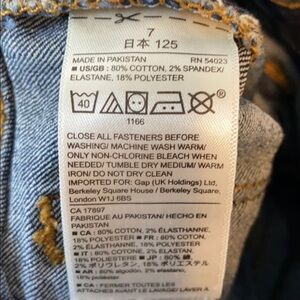 7
日本 125
MADE IN PAKISTAN RN 54023
■ US/GB : 80% COTTON, 2% SPANDEX/
ELASTANE, 18% POLYESTER
40
1166
CLOSE ALL FASTENERS BEFORE
WASHING/ MACHINE WASH WARM/
ONLY NON-CHLORINE BLEACH WHEN
NEEDED/ TUMBLE DRY MEDIUM/ WARM
IRON/ DO NOT DRY CLEAN
IMPORTED FOR: Gap (UK Holdings) Ltd,
Berkeley Square House / Berkeley Square,
London W1J 6BS
CA 17897
FABRIQUÉ AU PAKISTAN/ HECHO EN
PAKISTAN
■ CA : 80% COTON, 2% ÉLASTHANNE,
18% POLYESTER ■ FR : 80% COTON,
2% ÉLASTHANNE, 18% POLYESTER
■ IT : 80% COTONE, 2% ELASTAN,
18% POLIESTERE ■ JP : 80% 綿,
2% ポリウレタン, 18% ポリエステル
■ AR : 80% algodón, 2% elastano,
18% poliester
■ CA : FERMER TOUTES LES
ATTACHES AVANT LE LAVAGE/ LAVER À